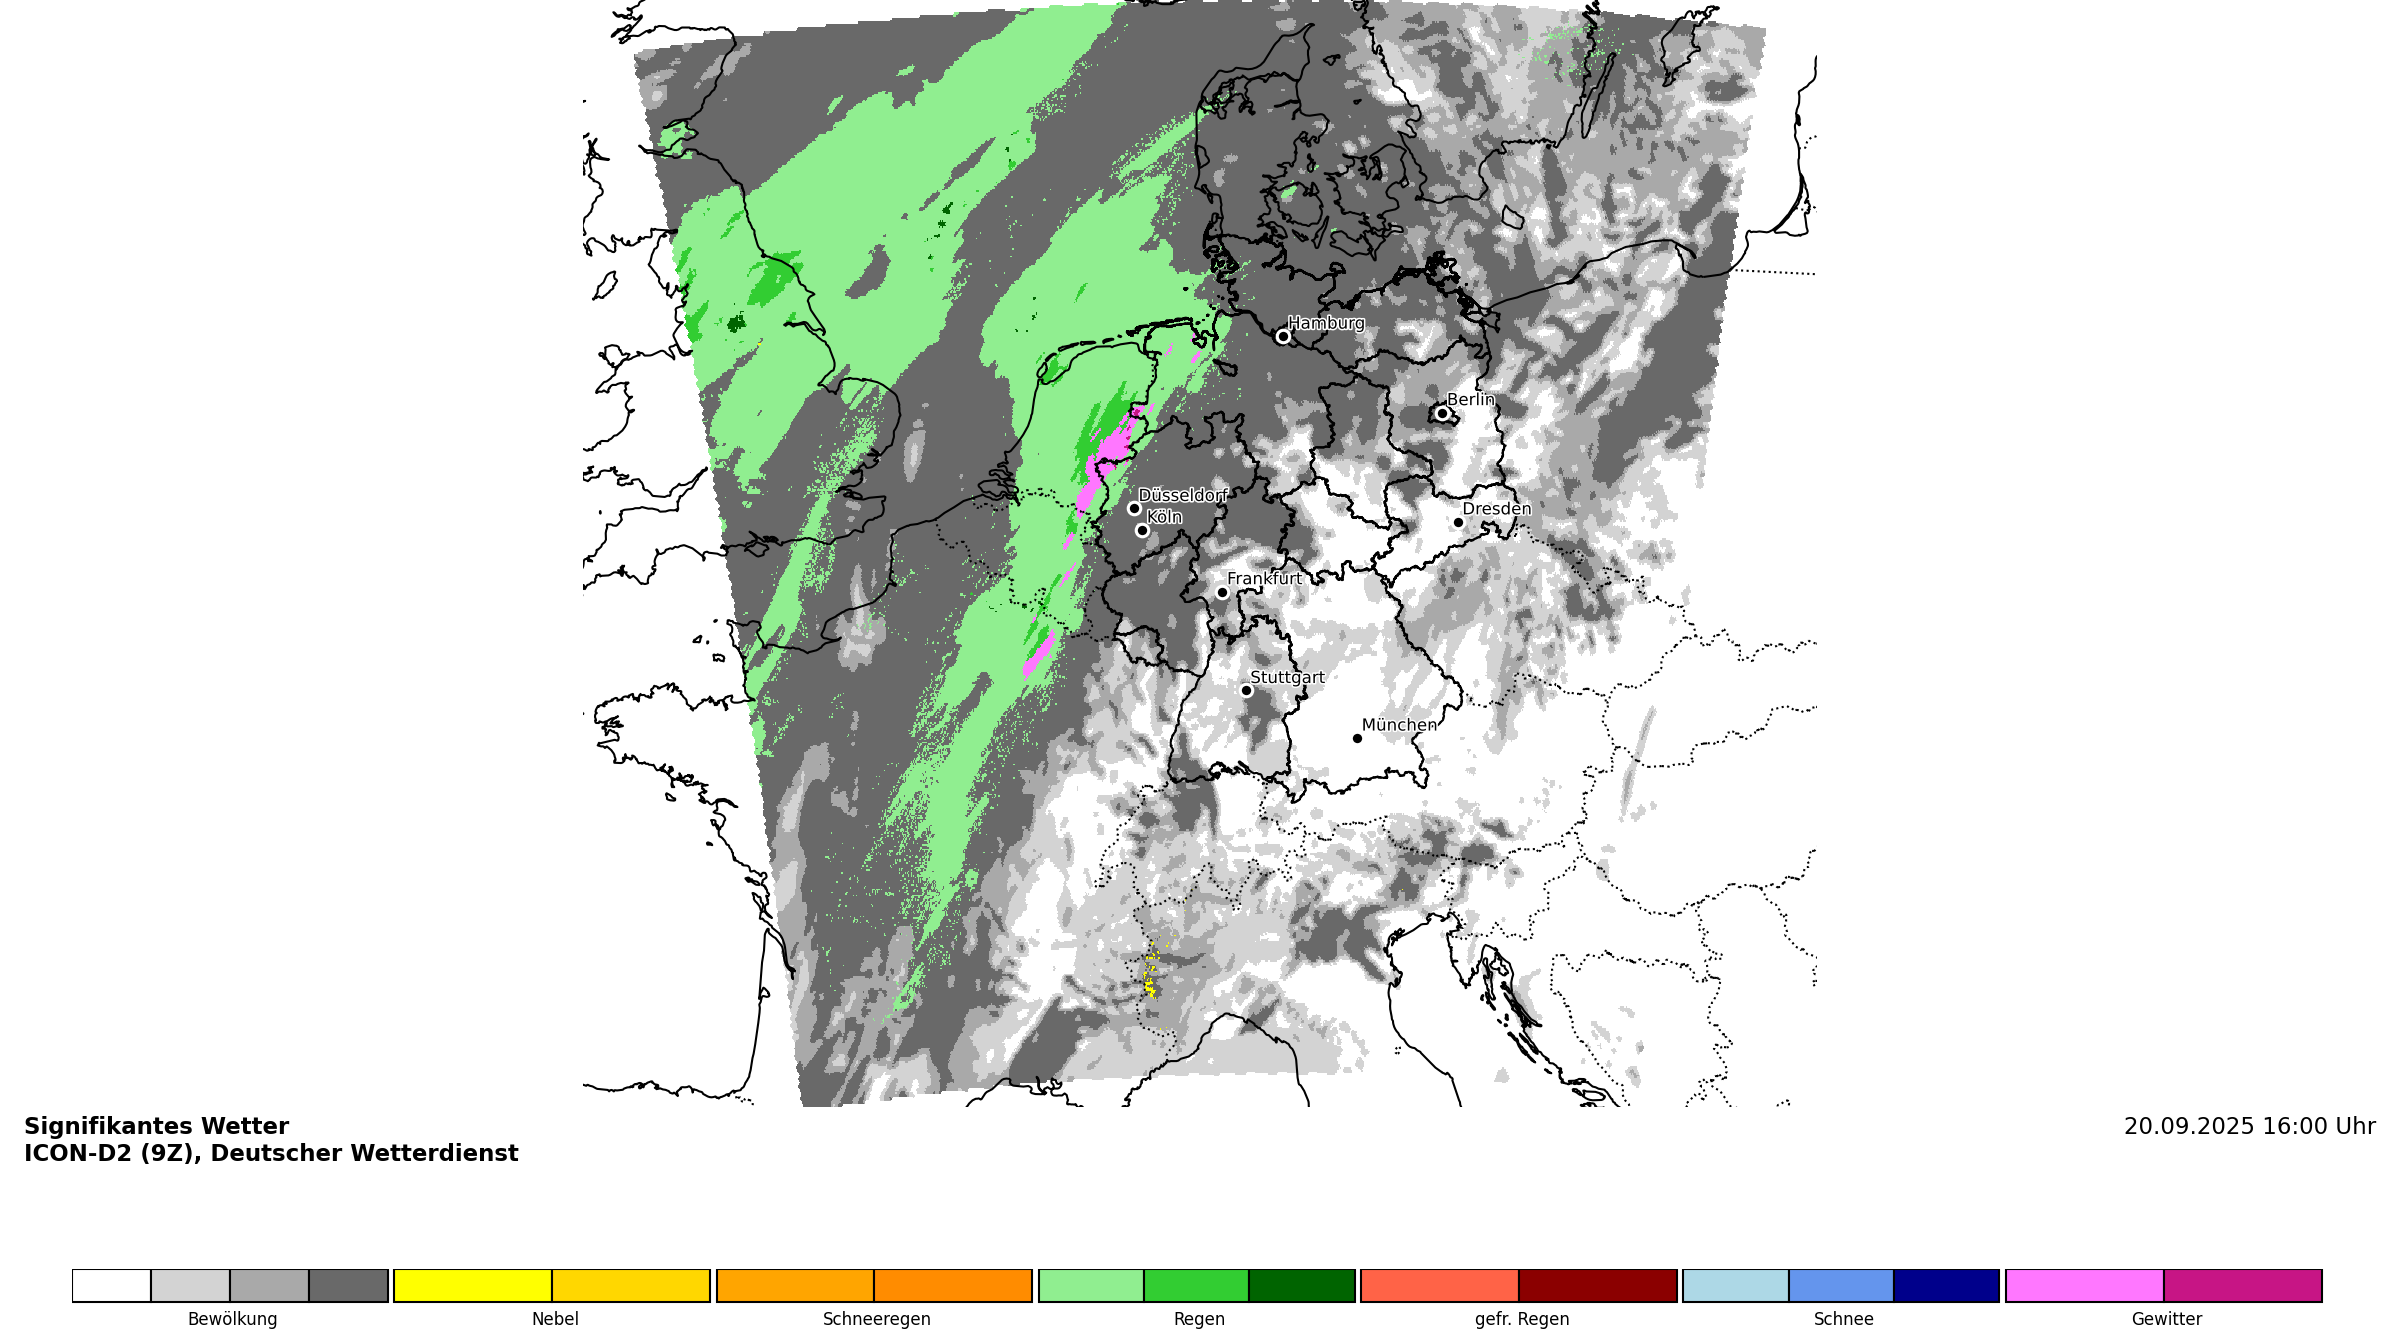 Hamburg
Berlin
Düsseldorf
Köln
Dresden
Frankfurt
Stuttgart
München
Signifikantes Wetter
20.09.2025 16:00 Uhr
ICON-D2 (9Z), Deutscher Wetterdienst
Bewölkung
Nebel
Schneeregen
Regen
gefr. Regen
Schnee
Gewitter